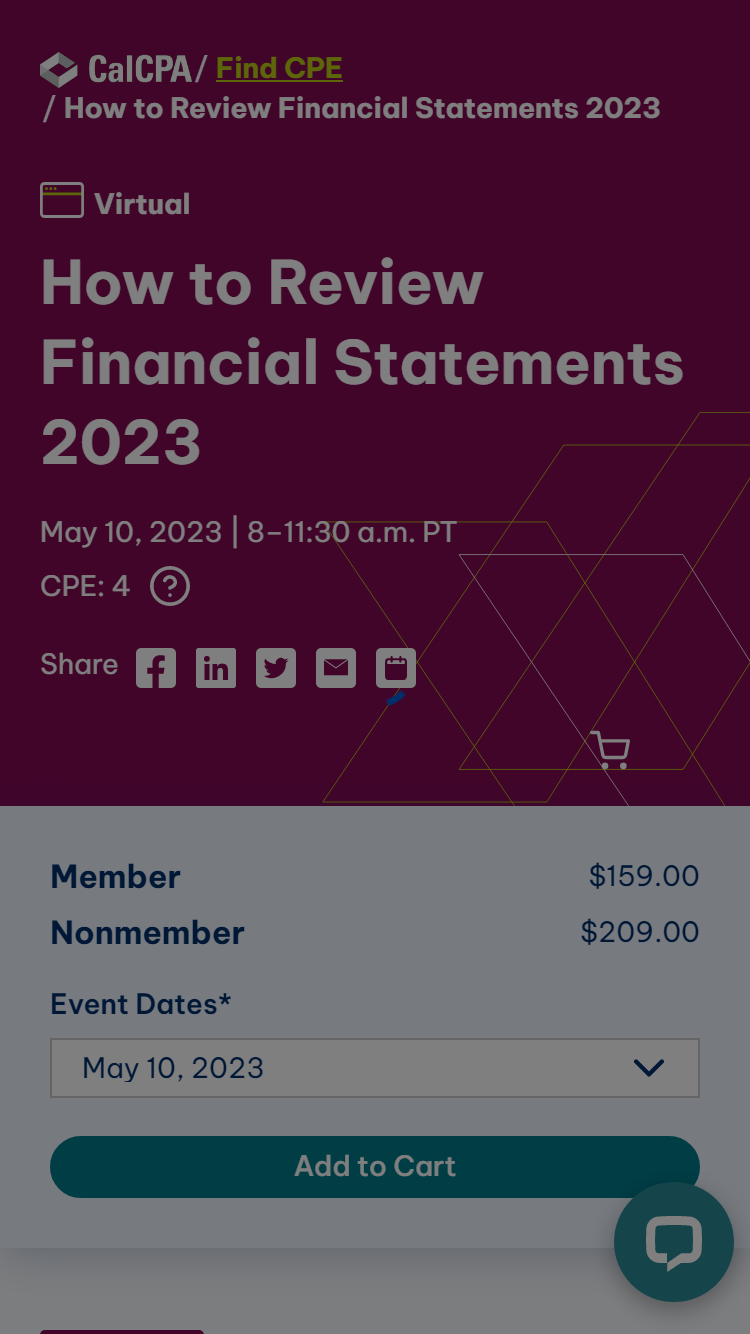 CalCPA / Find CPE
/ How to Review Financial Statements 2023
Virtual
How to Review
Financial Statements
2023
May 10, 2023 | 8–11:30 a.m. PT
CPE: 4 ?
Share
Member $159.00
Nonmember $209.00
Event Dates*
May 10, 2023
Add to Cart